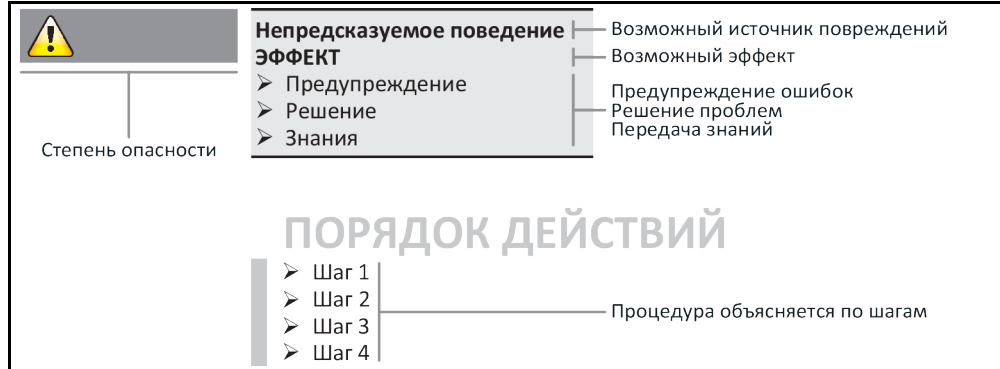 Непредсказуемое поведение
Возможный источник повреждений
ЭФФЕКТ
Возможный эффект
➢ Предупреждение
➢ Решение
➢ Знания
Предупреждение ошибок
Решение проблем
Передача знаний
Степень опасности
ПОРЯДОК ДЕЙСТВИЙ
➢ Шаг 1
➢ Шаг 2
➢ Шаг 3
➢ Шаг 4
Процедура объясняется по шагам